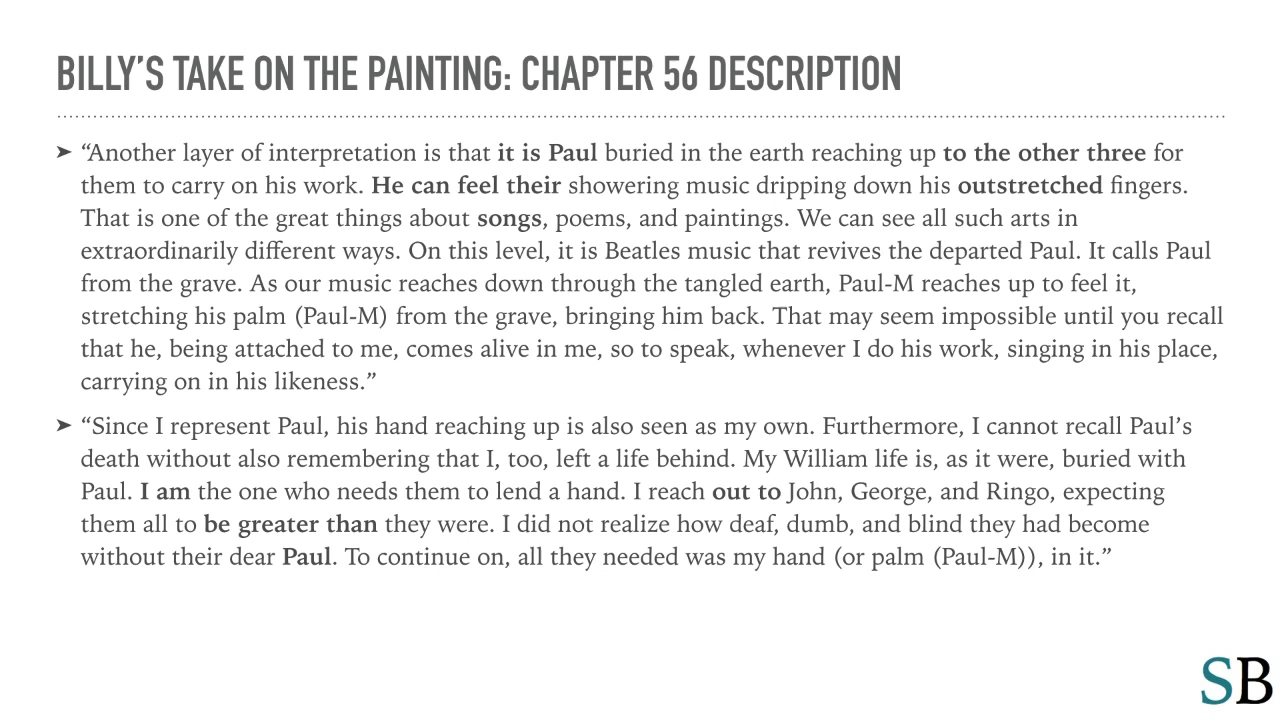 BILLY’S TAKE ON THE PAINTING: CHAPTER 56 DESCRIPTION
➤ “Another layer of interpretation is that it is Paul buried in the earth reaching up to the other three for
them to carry on his work. He can feel their showering music dripping down his outstretched fingers.
That is one of the great things about songs, poems, and paintings. We can see all such arts in
extraordinarily different ways. On this level, it is Beatles music that revives the departed Paul. It calls Paul
from the grave. As our music reaches down through the tangled earth, Paul-M reaches up to feel it,
stretching his palm (Paul-M) from the grave, bringing him back. That may seem impossible until you recall
that he, being attached to me, comes alive in me, so to speak, whenever I do his work, singing in his place,
carrying on in his likeness.”
➤ “Since I represent Paul, his hand reaching up is also seen as my own. Furthermore, I cannot recall Paul’s
death without also remembering that I, too, left a life behind. My William life is, as it were, buried with
Paul. I am the one who needs them to lend a hand. I reach out to John, George, and Ringo, expecting
them all to be greater than they were. I did not realize how deaf, dumb, and blind they had become
without their dear Paul. To continue on, all they needed was my hand (or palm (Paul-M)), in it.”
SB